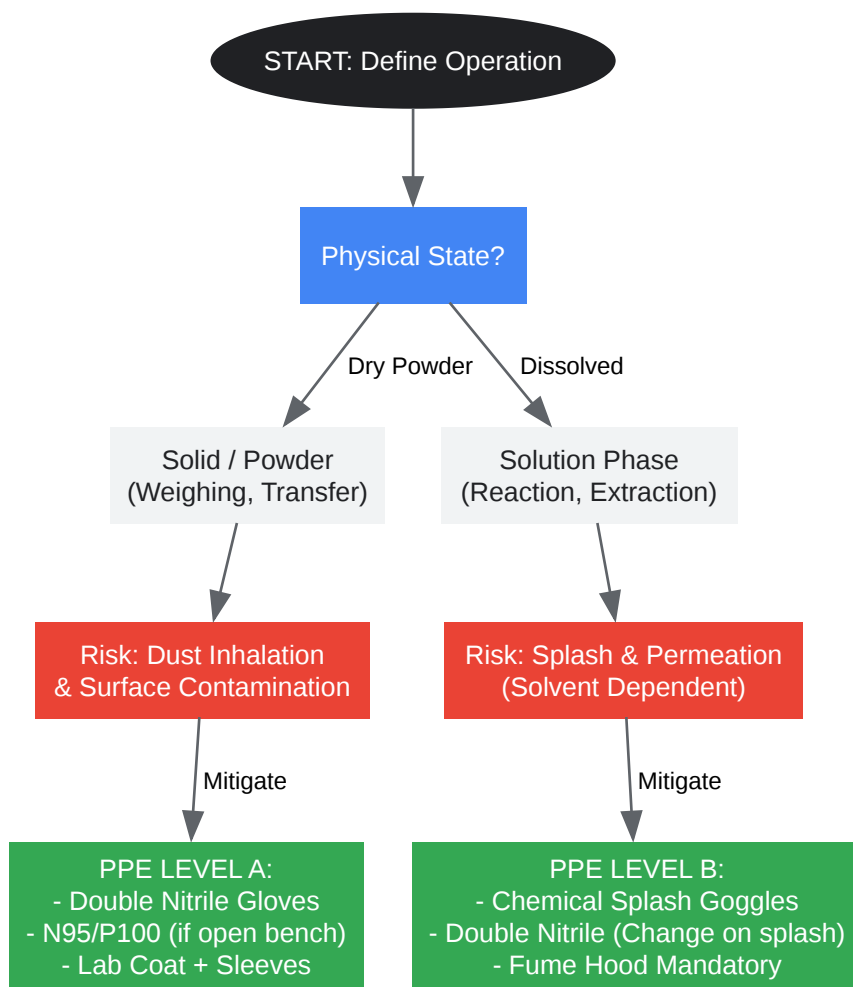 START: Define Operation
Physical State?
Dry Powder
Dissolved
Solid / Powder
(Weighing, Transfer)
Solution Phase
(Reaction, Extraction)
Risk: Dust Inhalation
& Surface Contamination
Risk: Splash & Permeation
(Solvent Dependent)
Mitigate
Mitigate
PPE LEVEL A:
- Double Nitrile Gloves
- N95/P100 (if open bench)
- Lab Coat + Sleeves
PPE LEVEL B:
- Chemical Splash Goggles
- Double Nitrile (Change on splash)
- Fume Hood Mandatory